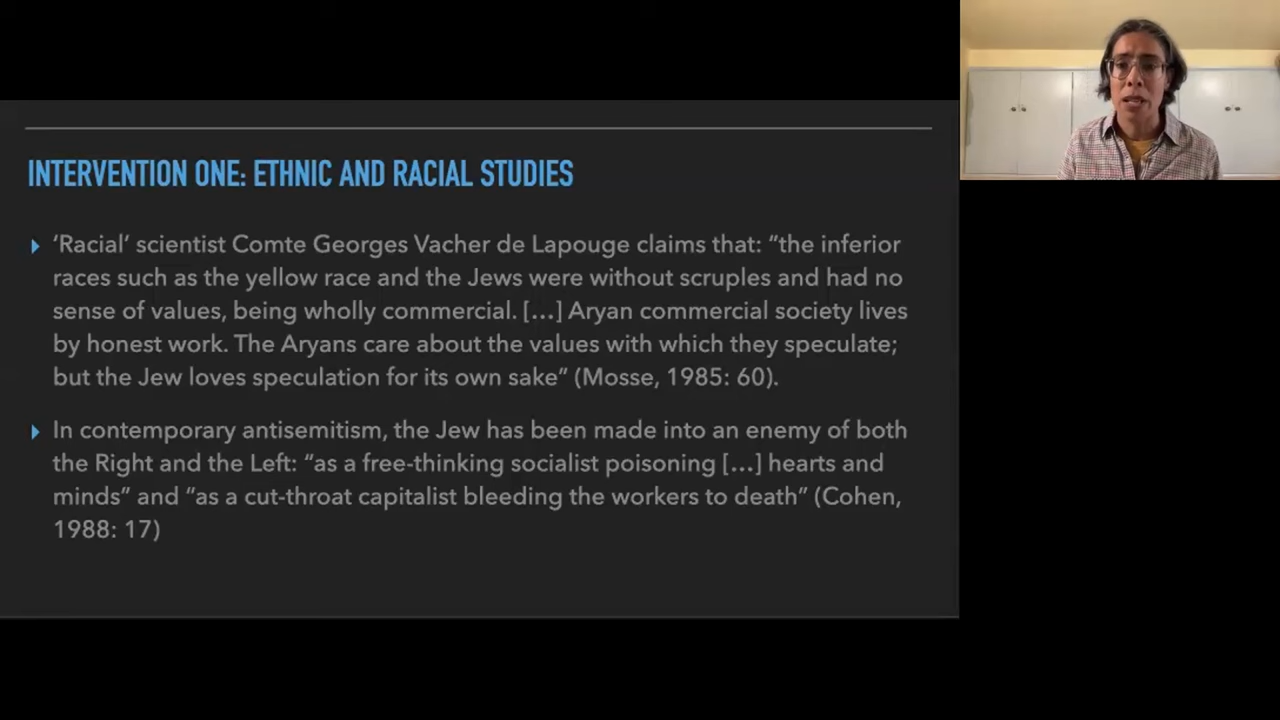 INTERVENTION ONE: ETHNIC AND RACIAL STUDIES
‘Racial’ scientist Comte Georges Vacher de Lapouge claims that: “the inferior
races such as the yellow race and the Jews were without scruples and had no
sense of values, being wholly commercial. […] Aryan commercial society lives
by honest work. The Aryans care about the values with which they speculate;
but the Jew loves speculation for its own sake” (Mosse, 1985: 60).
In contemporary antisemitism, the Jew has been made into an enemy of both
the Right and the Left: “as a free-thinking socialist poisoning […] hearts and
minds” and “as a cut-throat capitalist bleeding the workers to death” (Cohen,
1988: 17)